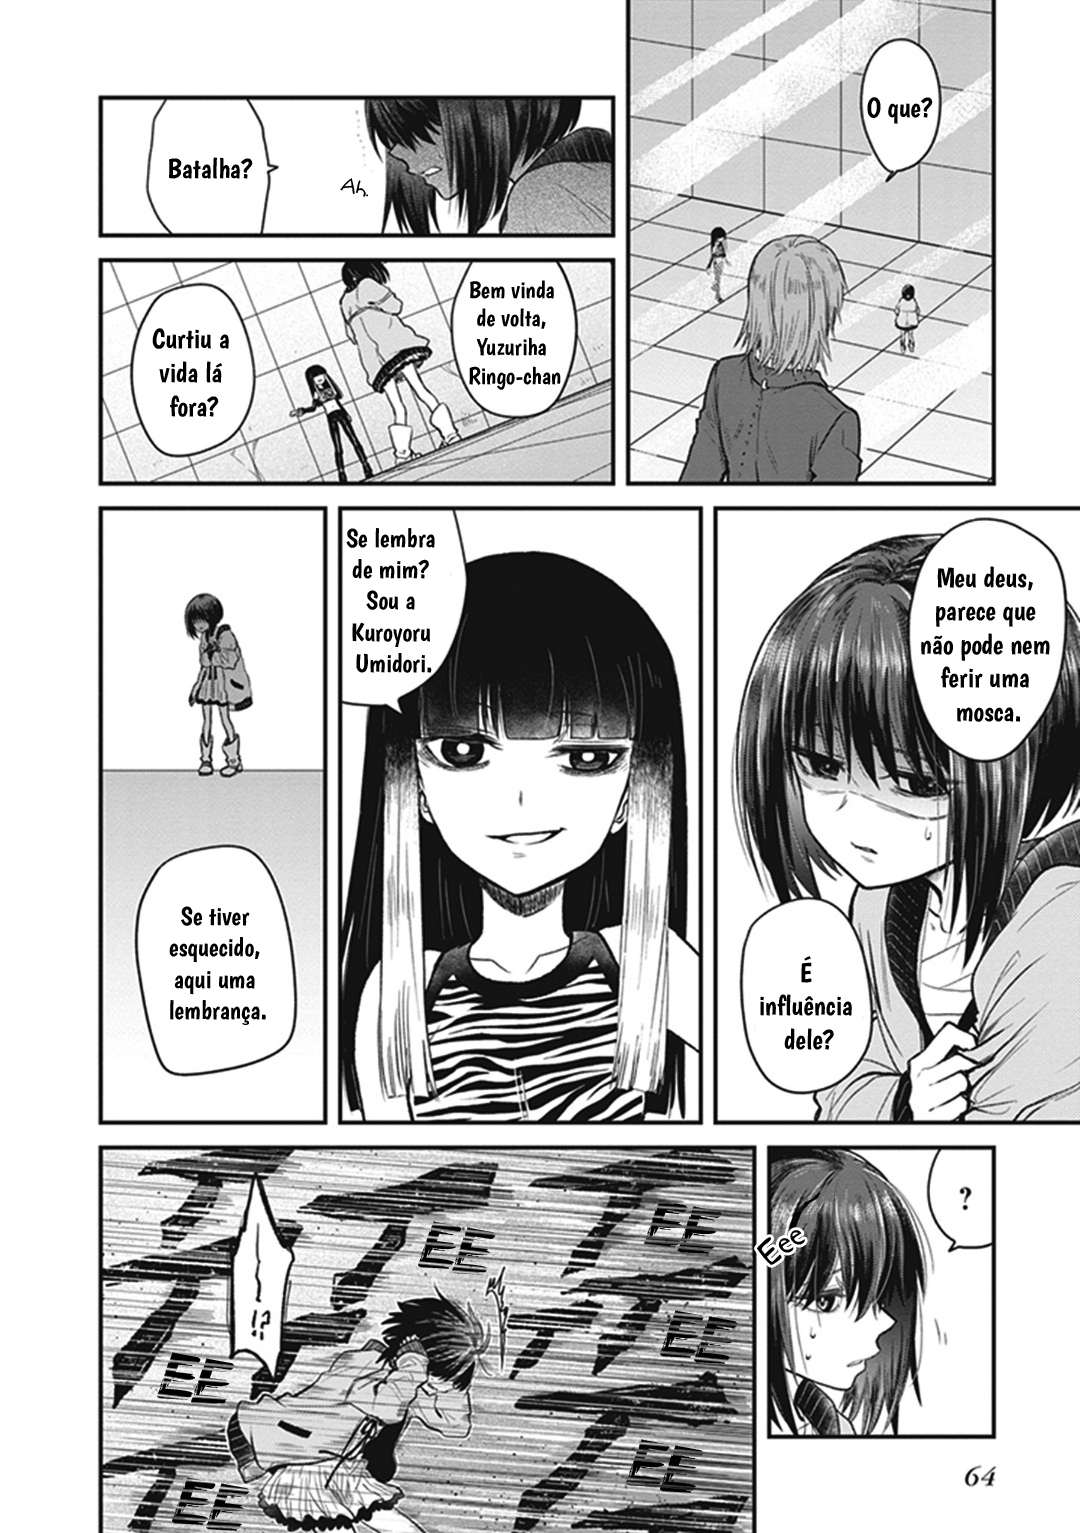 O que?
Batalha?
Ah.
Bem vinda
de volta,
Yuzuriha
Ringo-chan
Curtiu a
vida lá
fora?
Meu deus,
parece que
não pode nem
ferir uma
mosca.
É
influência
dele?
Se lembra
de mim?
Sou a
Kuroyoru
Umidori.
Se tiver
esquecido,
aqui uma
lembrança.
?
Eee
EE
EE
EE
EE
EE
EE
EE
...!?
64